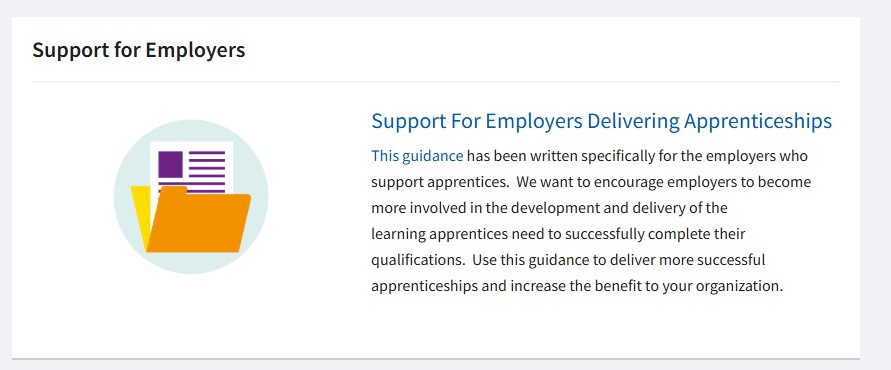 Support for Employers
Support For Employers Delivering Apprenticeships
This guidance has been written specifically for the employers who
support apprentices.  We want to encourage employers to become
more involved in the development and delivery of the
learning apprentices need to successfully complete their
qualifications.  Use this guidance to deliver more successful
apprenticeships and increase the benefit to your organization.